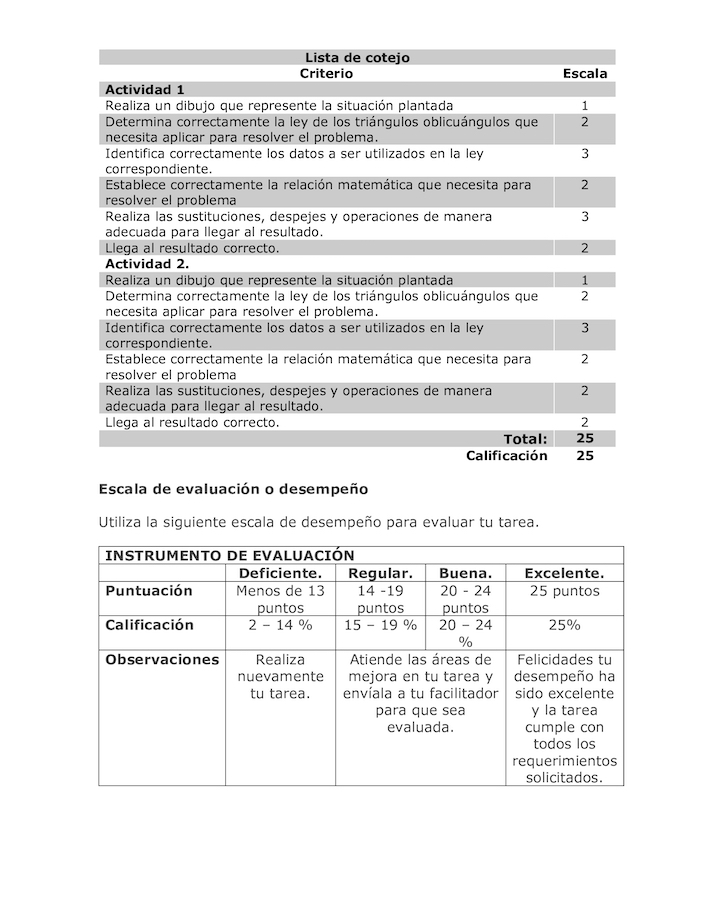 Lista de cotejo
Criterio Escala
Actividad 1
Realiza un dibujo que represente la situación plantada 1
Determina correctamente la ley de los triángulos oblicuángulos que 2
necesita aplicar para resolver el problema.
Identifica correctamente los datos a ser utilizados en la ley 3
correspondiente.
Establece correctamente la relación matemática que necesita para 2
resolver el problema
Realiza las sustituciones, despejes y operaciones de manera 3
adecuada para llegar al resultado.
Llega al resultado correcto. 2
Actividad 2.
Realiza un dibujo que represente la situación plantada 1
Determina correctamente la ley de los triángulos oblicuángulos que 2
necesita aplicar para resolver el problema.
Identifica correctamente los datos a ser utilizados en la ley 3
correspondiente.
Establece correctamente la relación matemática que necesita para 2
resolver el problema
Realiza las sustituciones, despejes y operaciones de manera 2
adecuada para llegar al resultado.
Llega al resultado correcto. 2
Total: 25
Calificación 25
Escala de evaluación o desempeño
Utiliza la siguiente escala de desempeño para evaluar tu tarea.
INSTRUMENTO DE EVALUACIÓN
Deficiente. Regular. Buena. Excelente.
Puntuación Menos de 13 14 -19 20 - 24 25 puntos
puntos puntos puntos
Calificación 2 – 14 % 15 – 19 % 20 – 24 25%
%
Observaciones Realiza Atiende las áreas de Felicidades tu
nuevamente mejora en tu tarea y desempeño ha
tu tarea. envíala a tu facilitador sido excelente
para que sea y la tarea
evaluada. cumple con
todos los
requerimientos
solicitados.